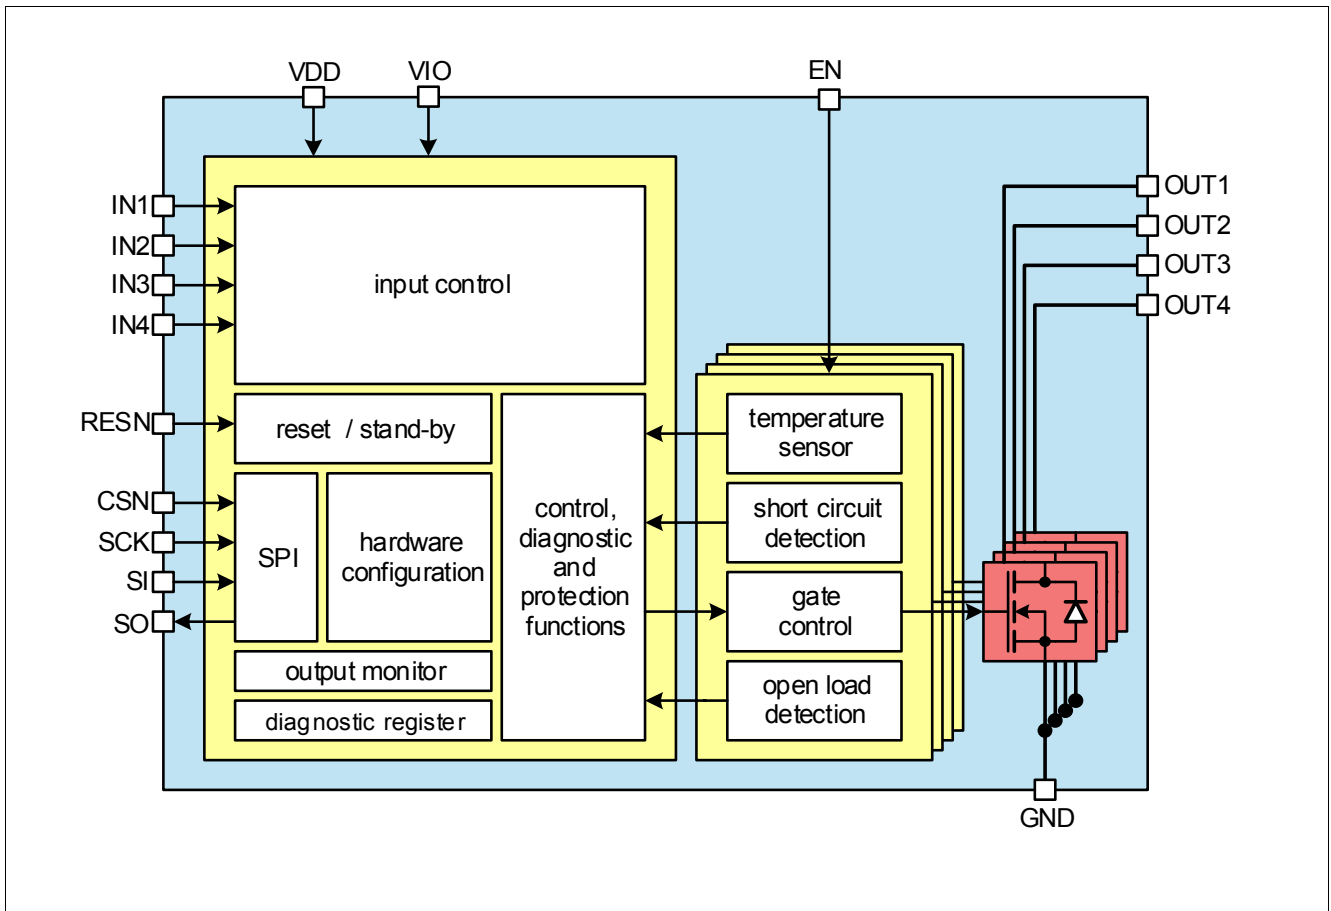 VDD
VIO
EN
IN1
IN2
IN3
IN4
input control
OUT1
OUT2
OUT3
OUT4
RESN
reset / stand-by
CSN
SCK
SI
SO
SPI
hardware
configuration
control,
diagnostic
and
protection
functions
output monitor
diagnostic register
temperature
sensor
short circuit
detection
gate
control
open load
detection
GND